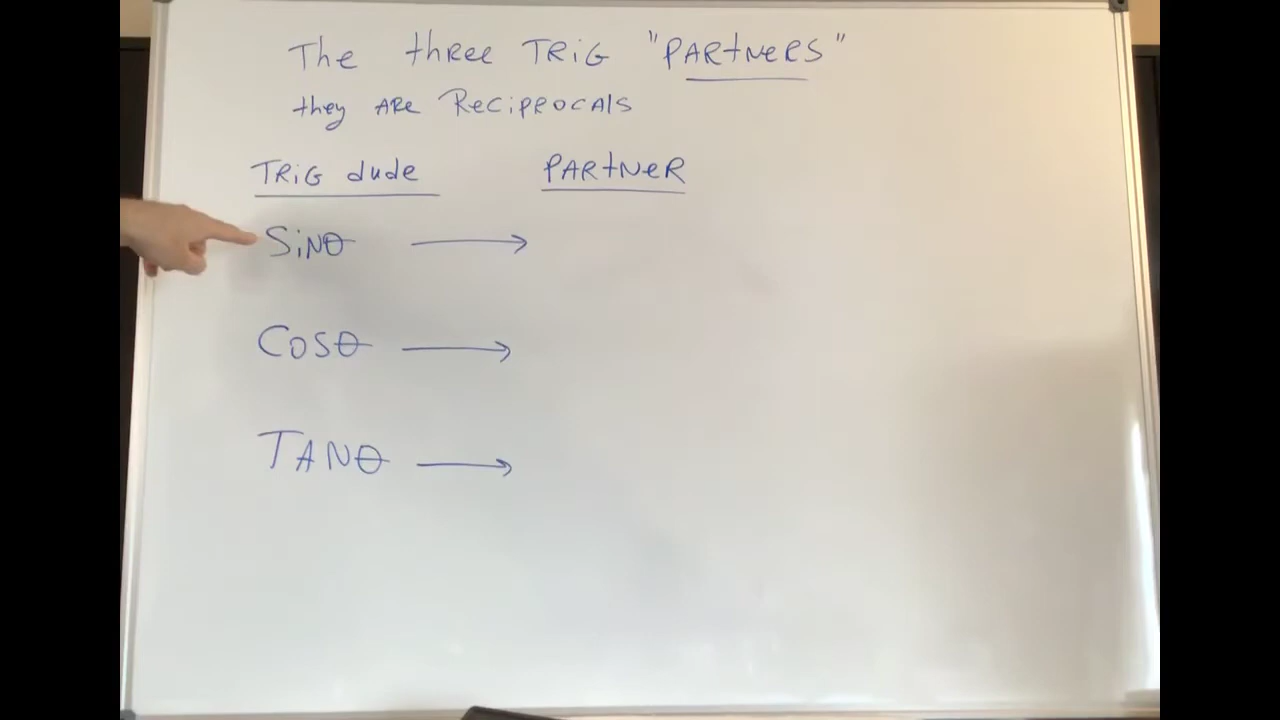 The three TRiG "PARtNeRS"
they ARe ReCiPROCAlS
TRiG dude PARtNeR
SiNθ →
COSθ →
TANθ →